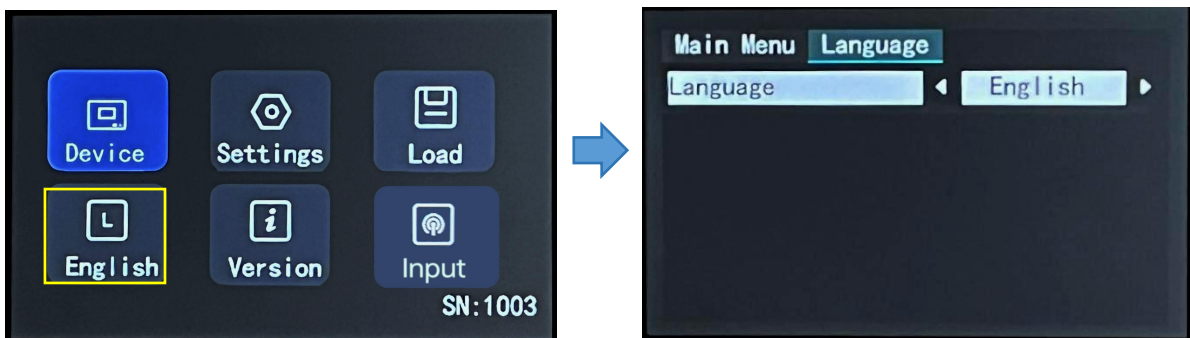 Device Settings Load
L
English Version Input
SN:1003
Main Menu Language
Language English